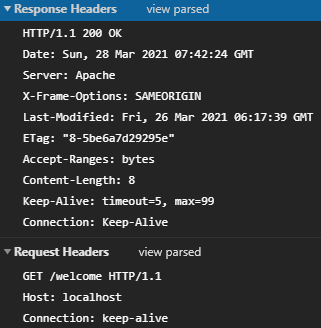 Response Headers view parsed
HTTP/1.1 200 OK
Date: Sun, 28 Mar 2021 07:42:24 GMT
Server: Apache
X-Frame-Options: SAMEORIGIN
Last-Modified: Fri, 26 Mar 2021 06:17:39 GMT
ETag: "8-5be6a7d29295e"
Accept-Ranges: bytes
Content-Length: 8
Keep-Alive: timeout=5, max=99
Connection: Keep-Alive
Request Headers view parsed
GET /welcome HTTP/1.1
Host: localhost
Connection: keep-alive